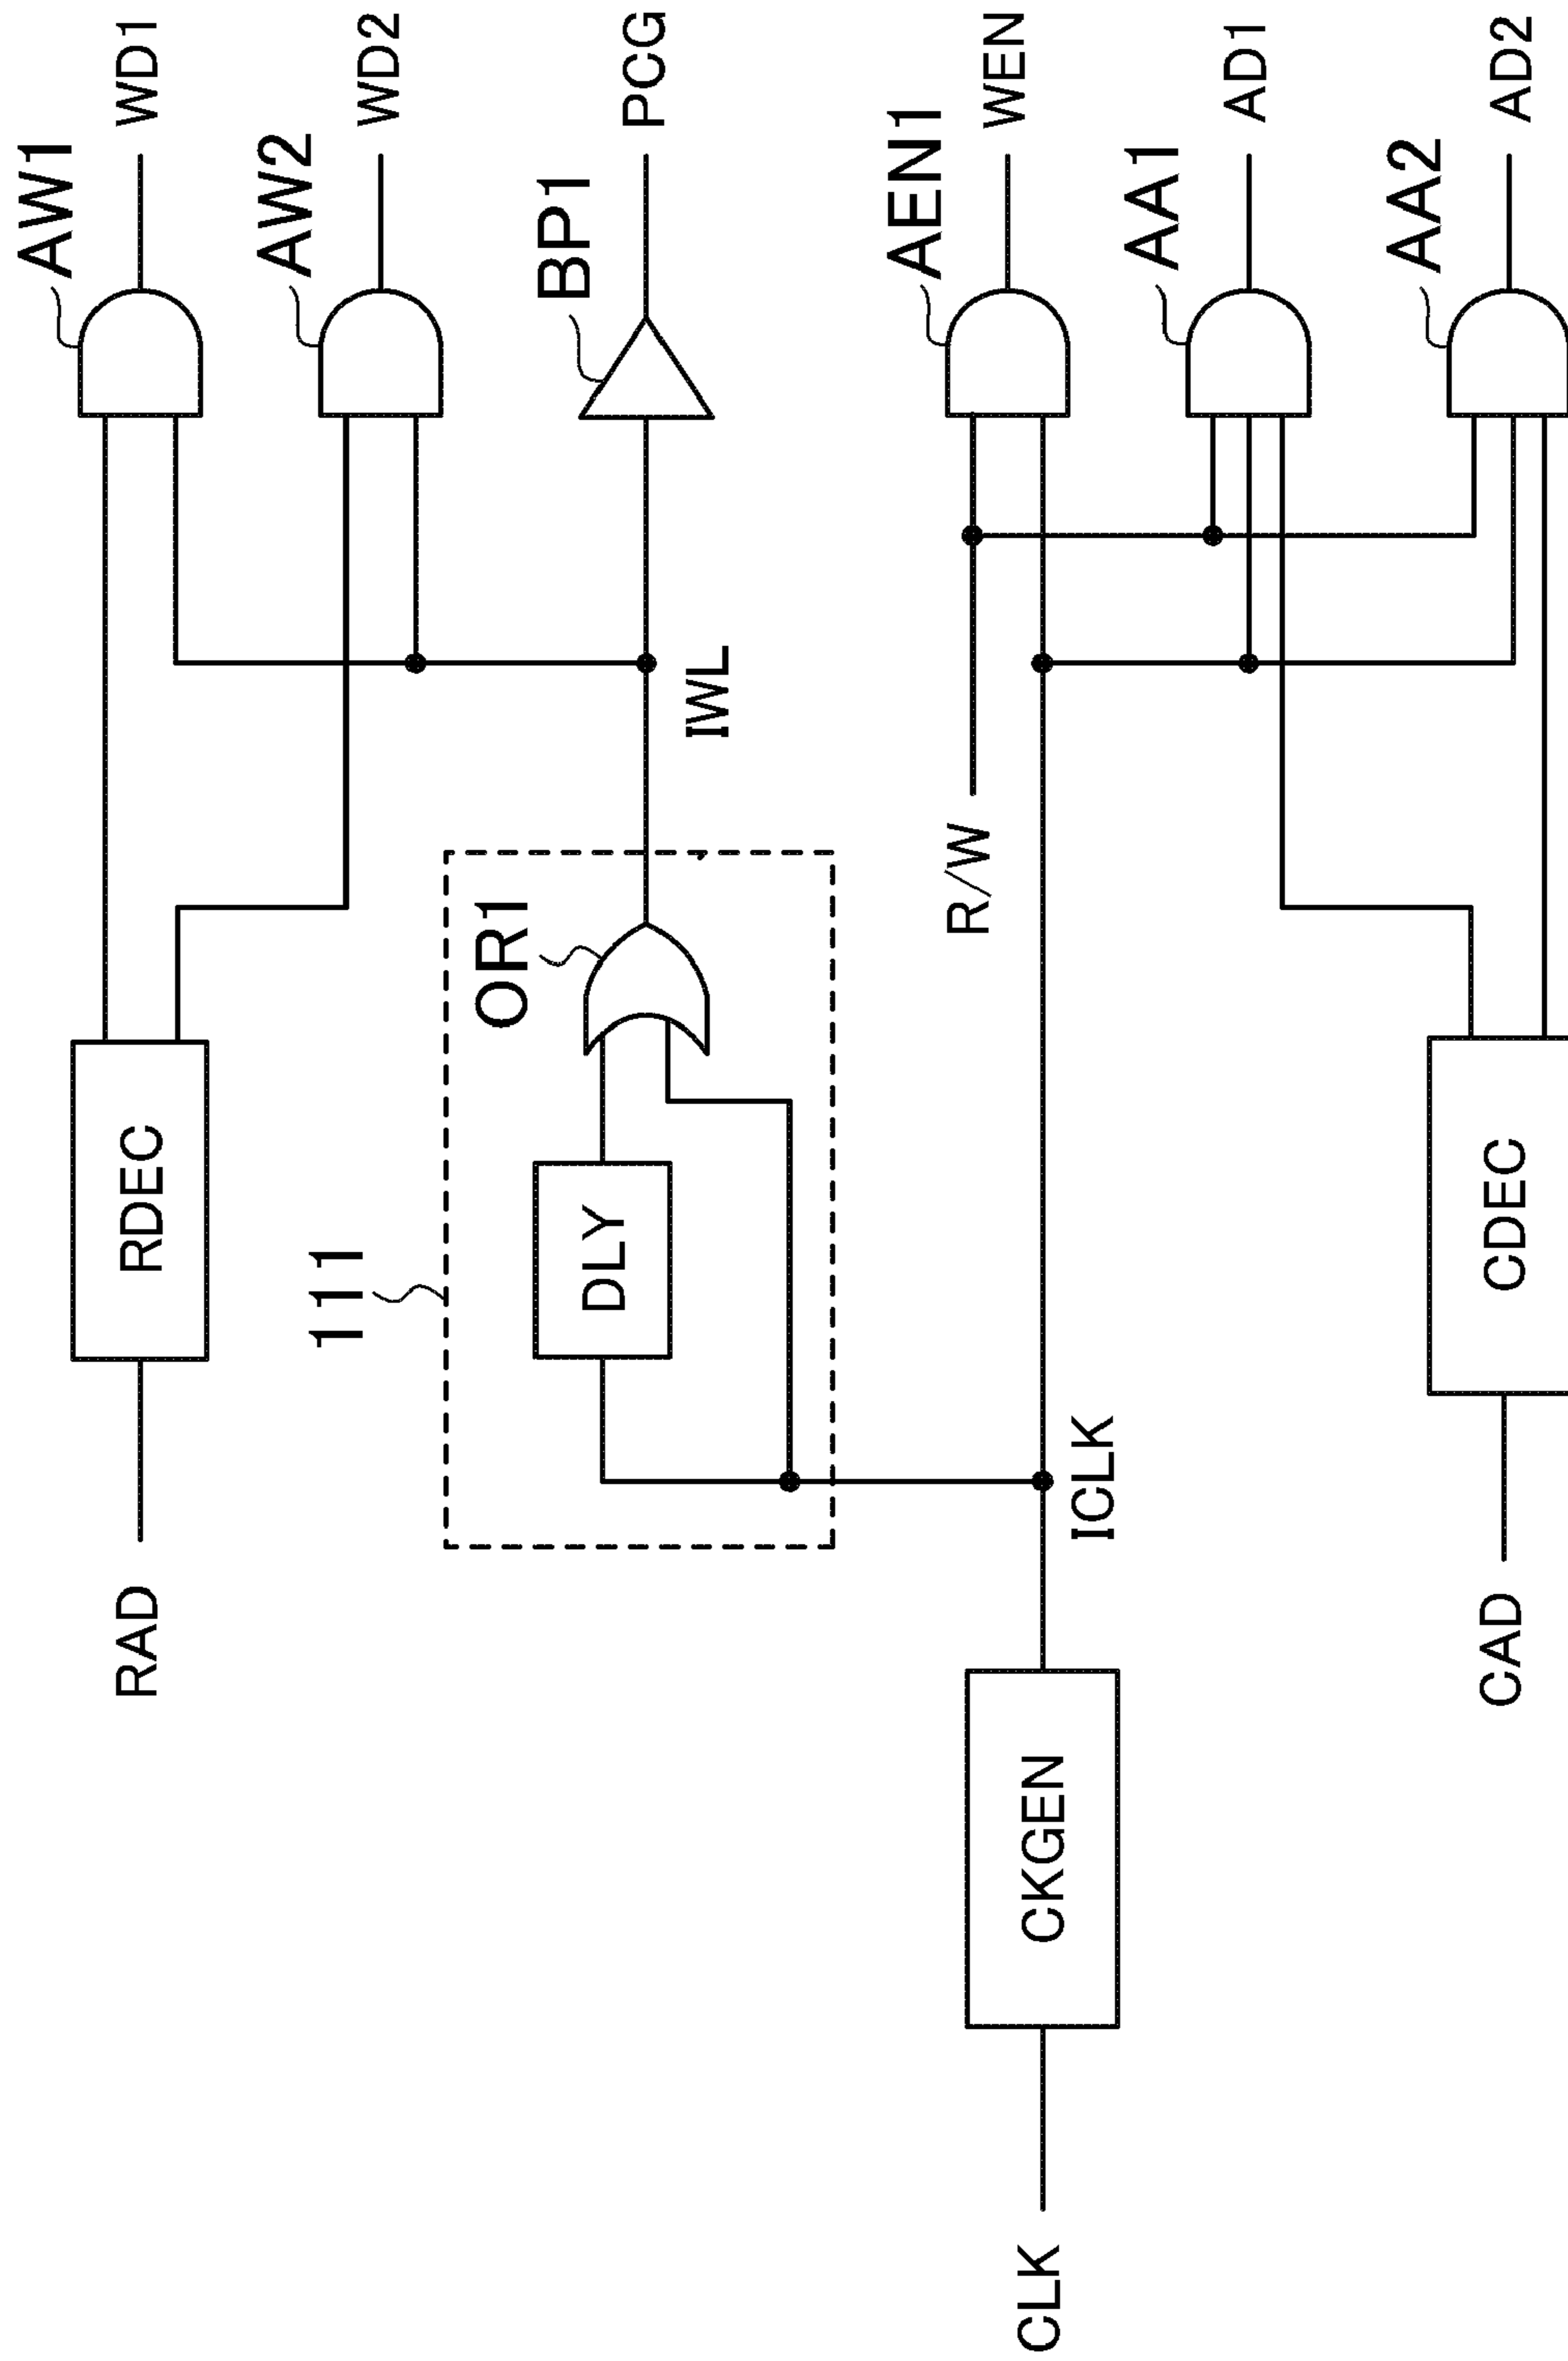 AW1
WD1
RAD
RDEC
AW2
WD2
111
OR1
DLY
BP1
PCG
IWL
AEN1
WEN
R/W
CLK
CKGEN
ICLK
AA1
AD1
AA2
AD2
CAD
CDEC